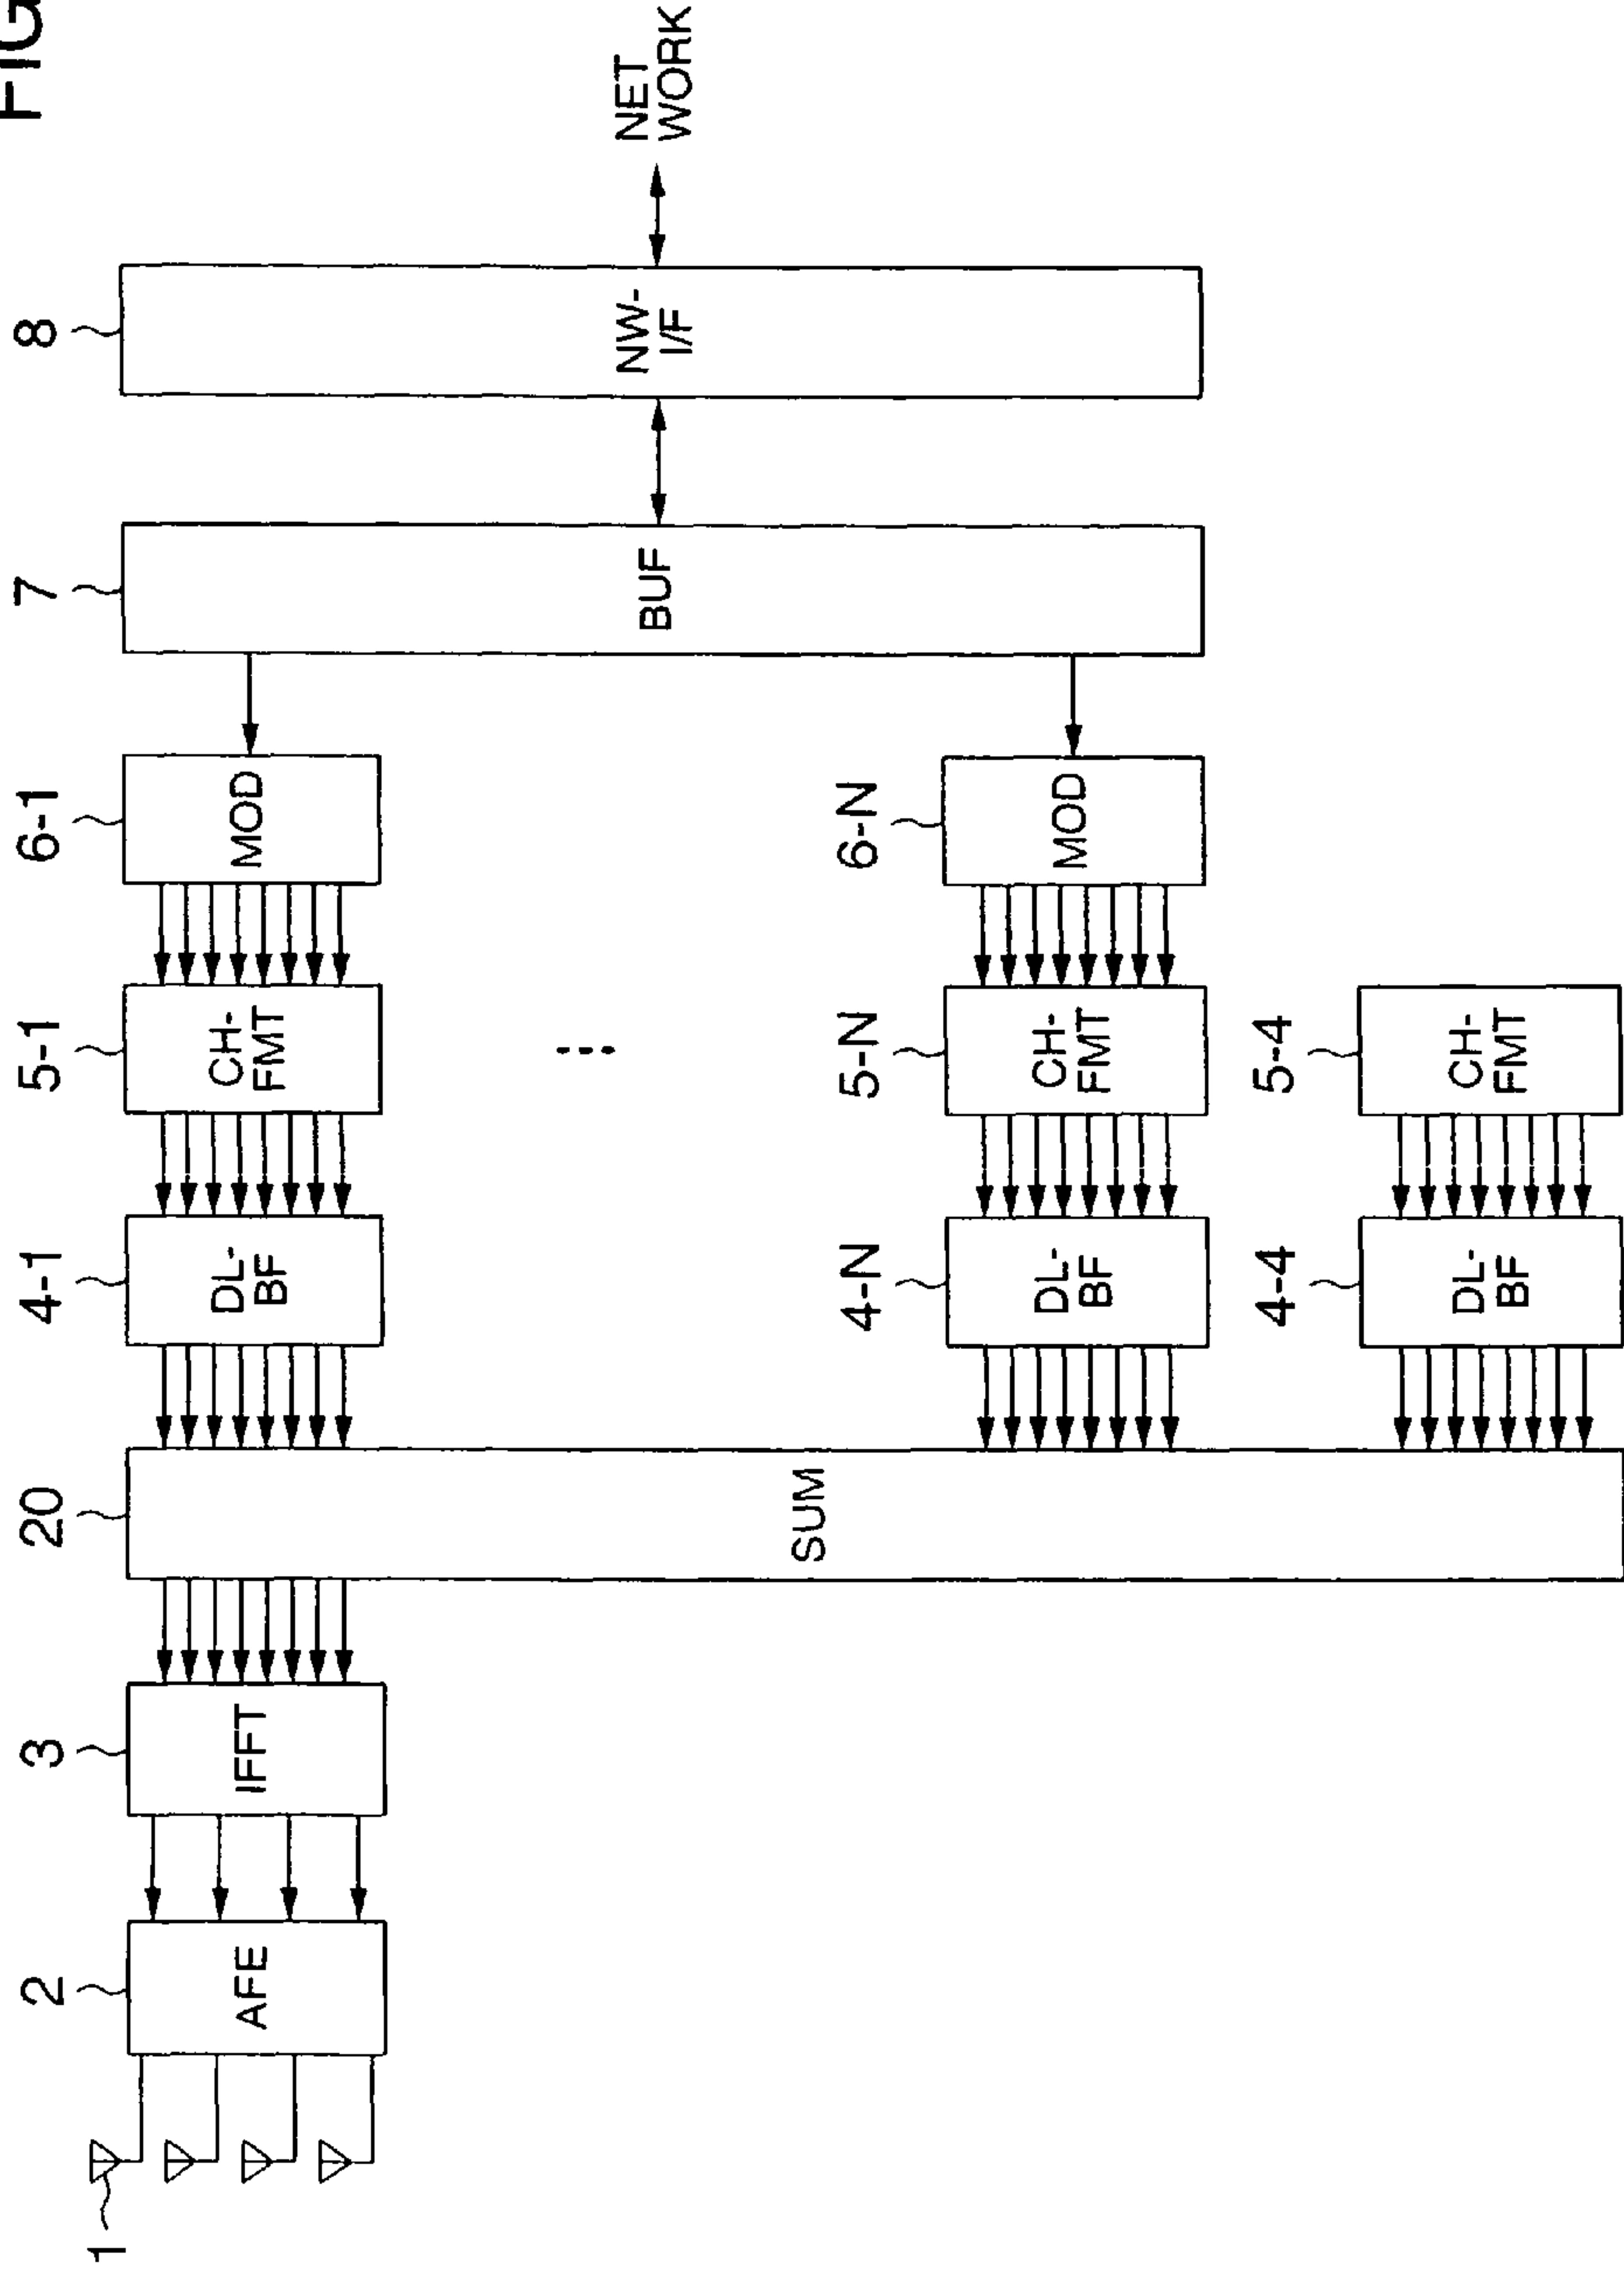 FIG
1
2
3
20
4-1
5-1
6-1
7
8
AFE
IFFT
SUM
DL-
BF
CH-
FMT
MOD
BUF
NW-
I/F
NET
WORK
4-N
5-N
6-N
DL-
BF
CH-
FMT
MOD
4-4
5-4
DL-
BF
CH-
FMT